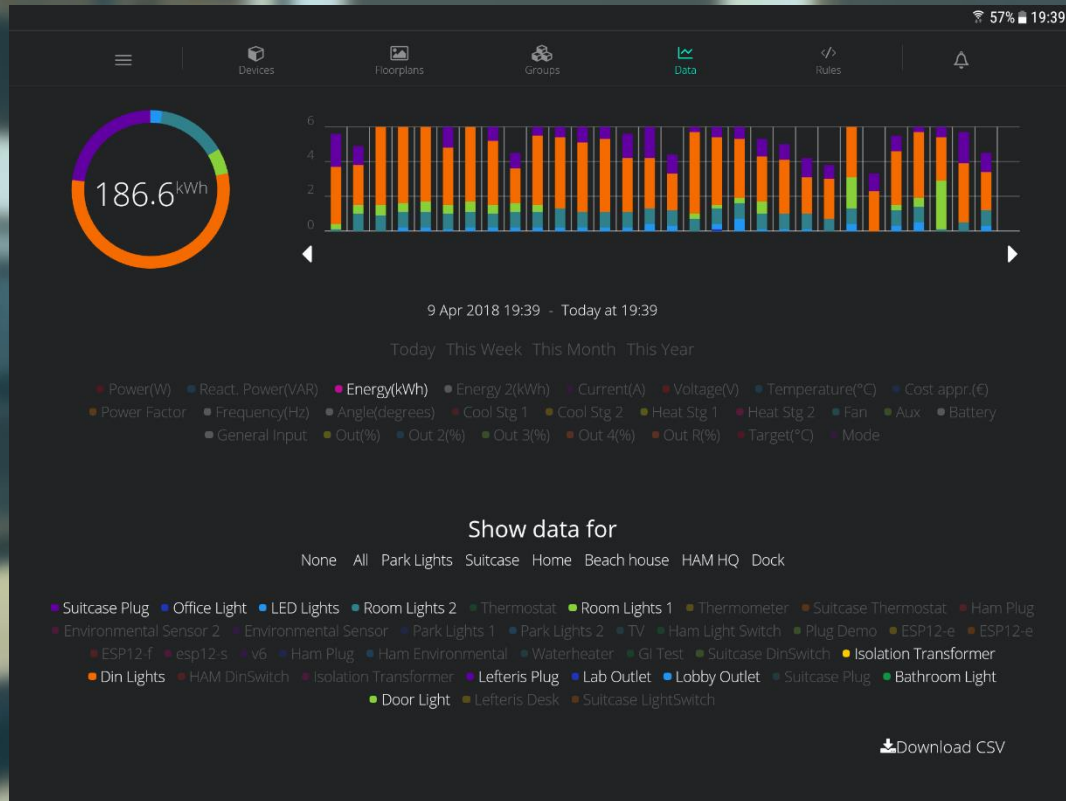 57% 19:39
Devices Floorplans Groups Data Rules
186.6kWh
6
4
2
0
9 Apr 2018 19:39 - Today at 19:39
Today This Week This Month This Year
Power(W) React. Power(VAR) Energy(kWh) Energy 2(kWh) Current(A) Voltage(V) Temperature(°C) Cost appr.(€)
Power Factor Frequency(Hz) Angle(degrees) Cool Stg 1 Cool Stg 2 Heat Stg 1 Heat Stg 2 Fan Aux Battery
General Input Out(%) Out 2(%) Out 3(%) Out 4(%) Out R(%) Target(°C) Mode
Show data for
None All Park Lights Suitcase Home Beach house HAM HQ Dock
Suitcase Plug Office Light LED Lights Room Lights 2 Thermostat Room Lights 1 Thermometer Suitcase Thermostat Ham Plug
Environmental Sensor 2 Environmental Sensor Park Lights 1 Park Lights 2 TV Ham Light Switch Plug Demo ESP12-e ESP12-e
ESP12-f esp12-s v6 Ham Plug Ham Environmental Waterheater GI Test Suitcase DinSwitch Isolation Transformer
Din Lights HAM DinSwitch Isolation Transformer Lefteris Plug Lab Outlet Lobby Outlet Suitcase Plug Bathroom Light
Door Light Lefteris Desk Suitcase LightSwitch
Download CSV